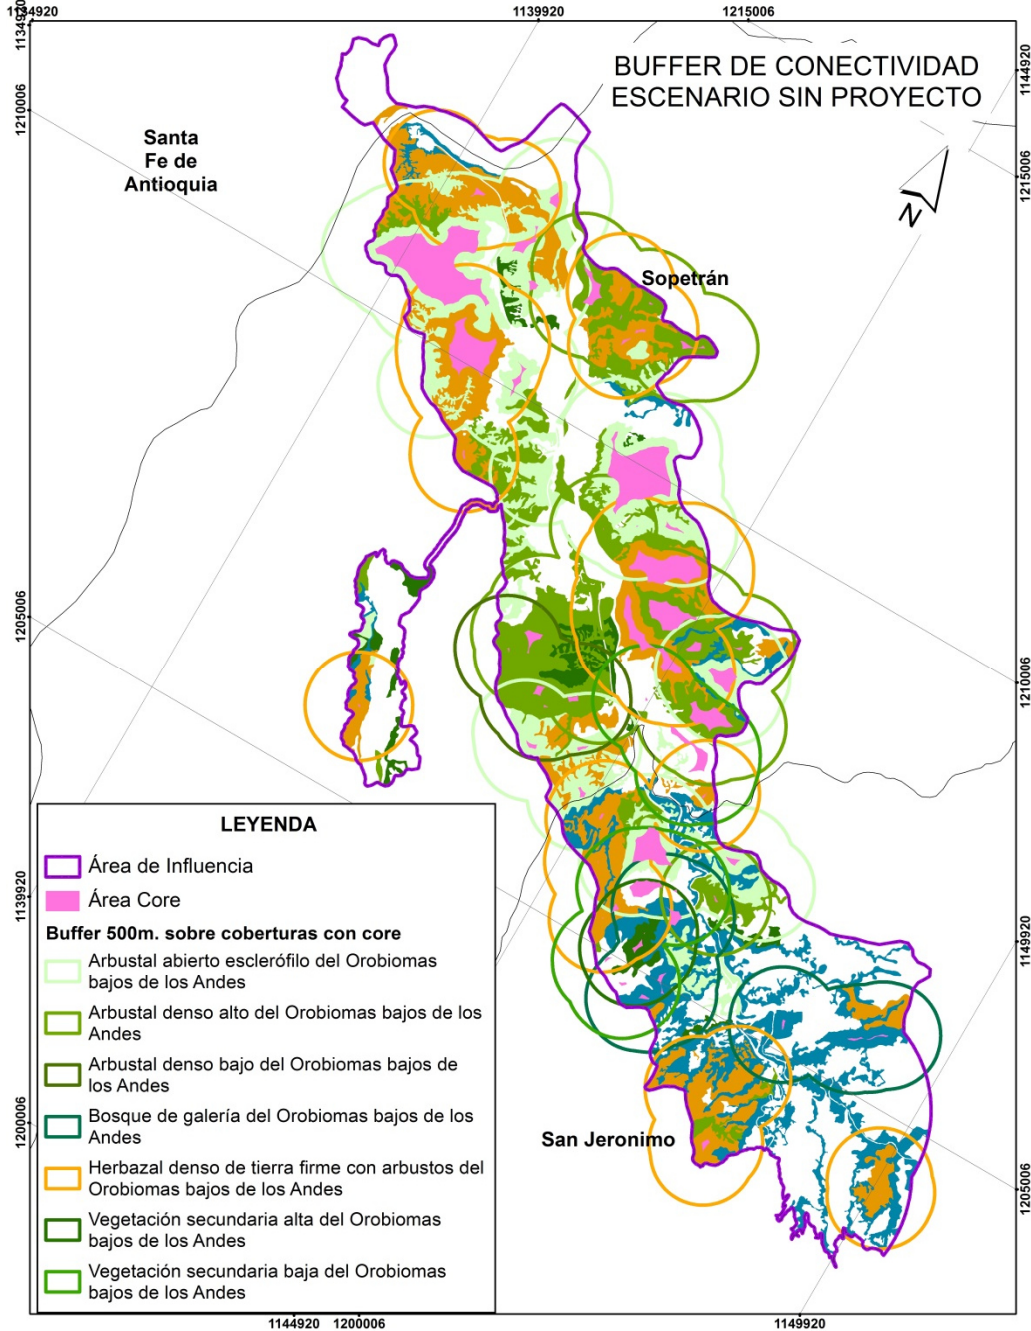 1134920
1139920
1215006
1134920
1144920
1210006
1215006
BUFFER DE CONECTIVIDAD
ESCENARIO SIN PROYECTO
Santa
Fe de
Antioquia
N
Sopetrán
1205006
1210006
LEYENDA
Área de Influencia
Área Core
Buffer 500m. sobre coberturas con core
Arbustal abierto esclerófilo del Orobiomas
bajos de los Andes
Arbustal denso alto del Orobiomas bajos de los
Andes
Arbustal denso bajo del Orobiomas bajos de
los Andes
Bosque de galería del Orobiomas bajos de los
Andes
Herbazal denso de tierra firme con arbustos del
Orobiomas bajos de los Andes
Vegetación secundaria alta del Orobiomas
bajos de los Andes
Vegetación secundaria baja del Orobiomas
bajos de los Andes
San Jeronimo
1139920
1149920
1200006
1205006
1144920
1200006
1149920